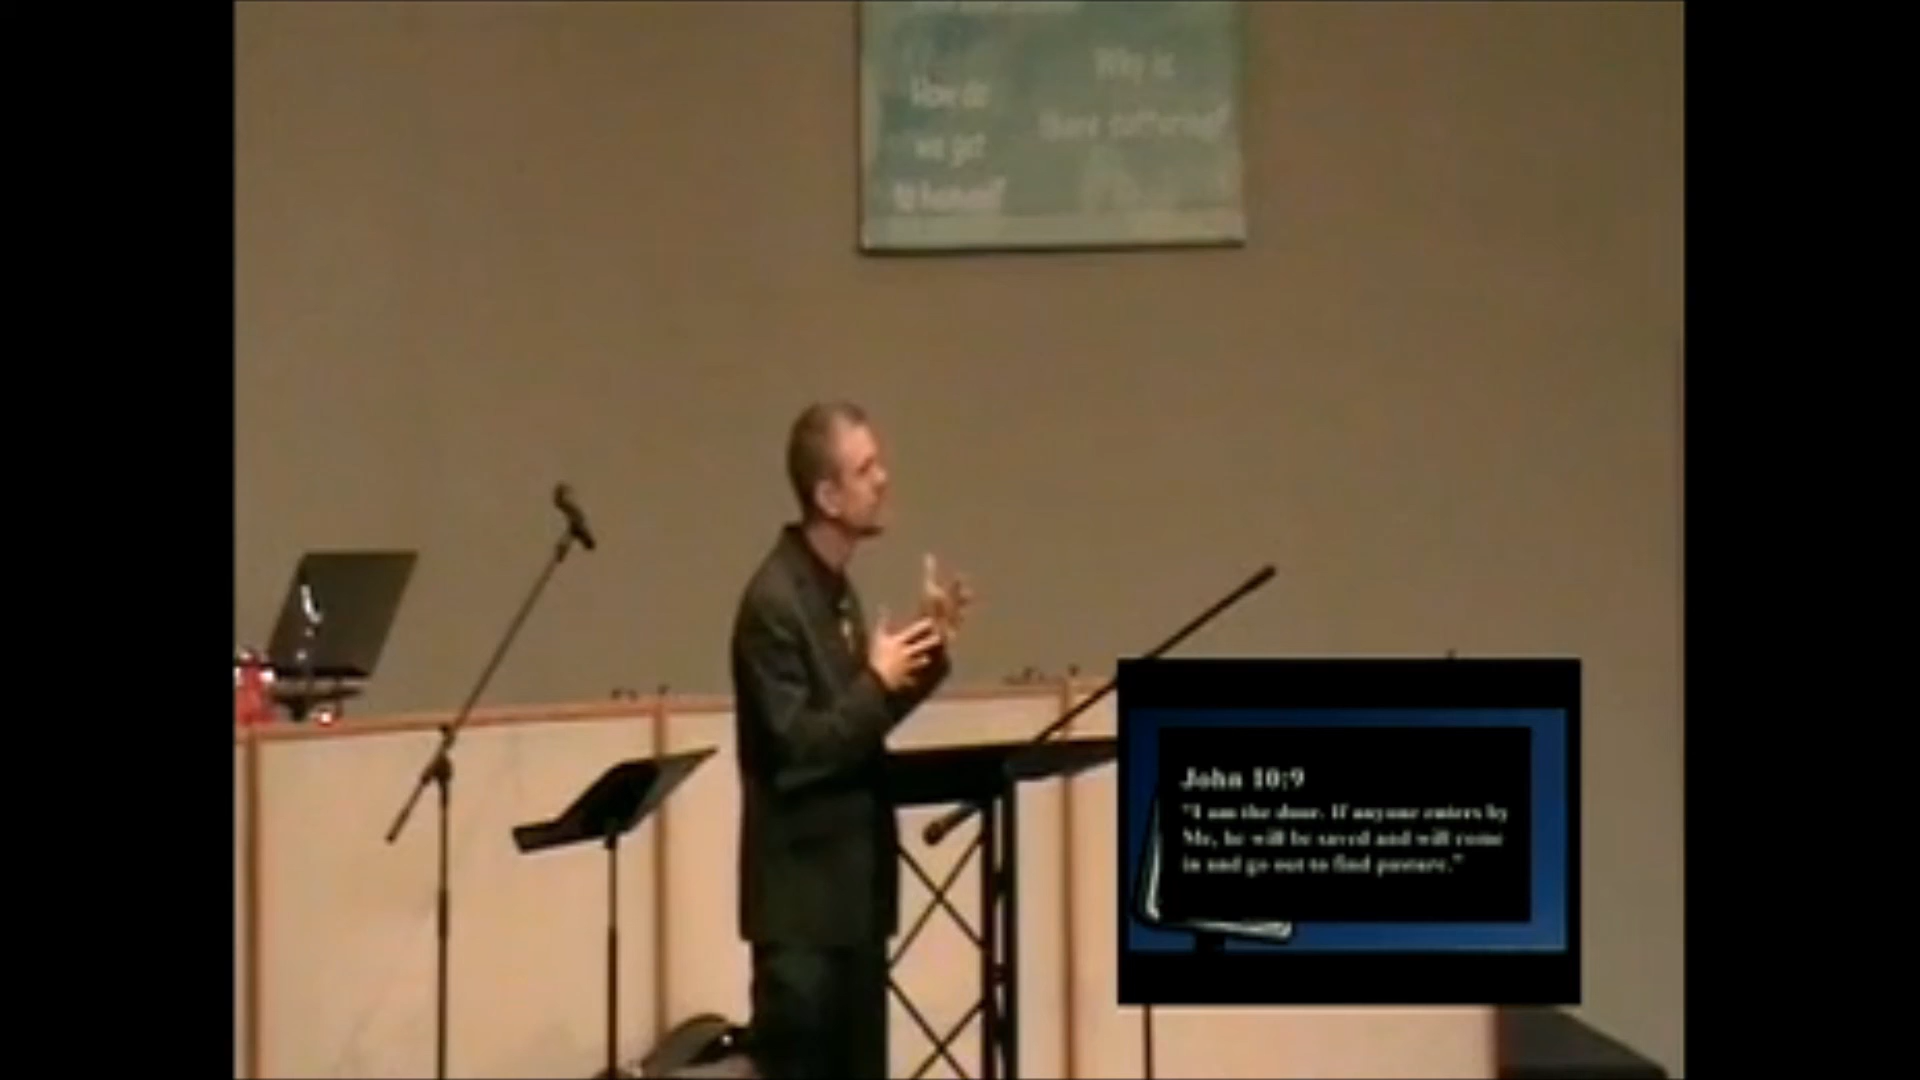 How do
we get
to heaven?
Why is
there suffering?
John 10:9
"I am the door. If anyone enters by
Me, he will be saved and will come
in and go out to find pasture."